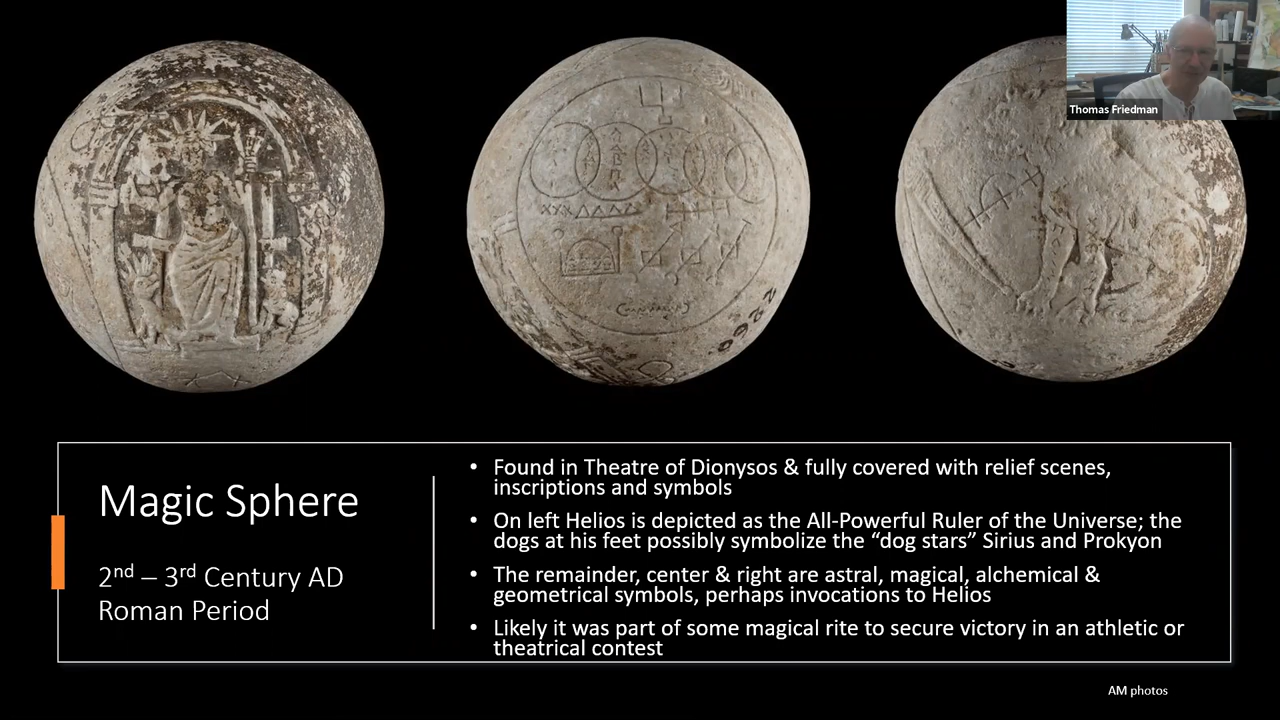 Thomas Friedman
Magic Sphere
2nd – 3rd Century AD
Roman Period
• Found in Theatre of Dionysos & fully covered with relief scenes,
inscriptions and symbols
• On left Helios is depicted as the All-Powerful Ruler of the Universe; the
dogs at his feet possibly symbolize the “dog stars” Sirius and Prokyon
• The remainder, center & right are astral, magical, alchemical &
geometrical symbols, perhaps invocations to Helios
• Likely it was part of some magical rite to secure victory in an athletic or
theatrical contest
AM photos